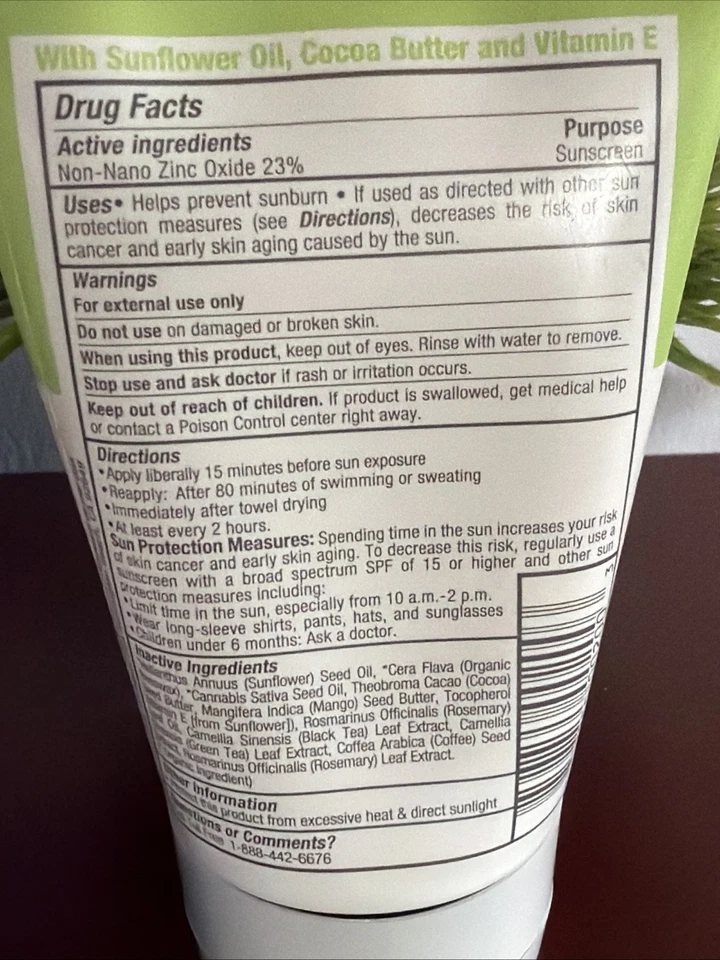 With Sunflower Oil, Cocoa Butter and Vitamin E
Drug Facts
Active ingredients Purpose
Non-Nano Zinc Oxide 23% Sunscreen
Uses• Helps prevent sunburn • If used as directed with other sun
protection measures (see Directions), decreases the risk of skin
cancer and early skin aging caused by the sun.
Warnings
For external use only
Do not use on damaged or broken skin.
When using this product, keep out of eyes. Rinse with water to remove.
Stop use and ask doctor if rash or irritation occurs.
Keep out of reach of children. If product is swallowed, get medical help
or contact a Poison Control center right away.
Directions
•Apply liberally 15 minutes before sun exposure
•Reapply: After 80 minutes of swimming or sweating
•Immediately after towel drying
•At least every 2 hours.
Sun Protection Measures: Spending time in the sun increases your risk
of skin cancer and early skin aging. To decrease this risk, regularly use a
sunscreen with a broad spectrum SPF of 15 or higher and other sun
protection measures including:
•Limit time in the sun, especially from 10 a.m.-2 p.m.
•Wear long-sleeve shirts, pants, hats, and sunglasses
•Children under 6 months: Ask a doctor.
Inactive Ingredients
Annuus (Sunflower) Seed Oil, *Cera Flava (Organic
*Cannabis Sativa Seed Oil, Theobroma Cacao (Cocoa)
Butter, Mangifera Indica (Mango) Seed Butter, Tocopherol
E [from Sunflower]), Rosmarinus Officinalis (Rosemary)
Oil, Camellia Sinensis (Black Tea) Leaf Extract, Camellia
(Green Tea) Leaf Extract, Coffea Arabica (Coffee) Seed
Rosmarinus Officinalis (Rosemary) Leaf Extract.
Ingredient)
Information
this product from excessive heat & direct sunlight
or Comments?
1-888-442-6676